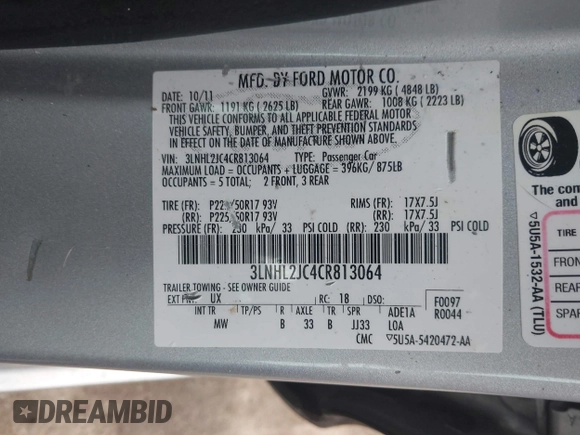 MFD. BY FORD MOTOR CO.
DATE: 10/11 GVWR: 2199 KG ( 4848 LB)
FRONT GAWR: 1191 KG ( 2625 LB) REAR GAWR: 1008 KG ( 2223 LB)
THIS VEHICLE CONFORMS TO ALL APPLICABLE FEDERAL MOTOR
VEHICLE SAFETY, BUMPER, AND THEFT PREVENTION STANDARDS
IN EFFECT ON THE DATE OF MANUFACTURE SHOWN ABOVE.
VIN: 3LNHL2JC4CR813064 TYPE: Passenger Car
MAXIMUM LOAD = OCCUPANTS + LUGGAGE = 396KG/ 875LB
OCCUPANTS = 5 TOTAL; 2 FRONT, 3 REAR
TIRE (FR): 50R17 93V RIMS (FR): 17X7.5J
(RR): P225 50R17 93V (RR): 17X7.5J
PRESSURE (FR): 230 kPa/ 33 PSI COLD (RR): 230 kPa/ 33 PSI COLD
3LNHL2JC4CR813064
TRAILER TOWING - SEE OWNER GUIDE
EXT PNT: UX RC: 18 DSO: F0097
INT TR TP/PS R AXLE TR SPR ADE1A R0044
MW B 33 B JJ33 LOA
CMC ▽5U5A-5420472-AA
The con
and
▽5U5A-1532-AA (TLU)
TIRE
FRON
REAR
SPAR
DREAMBID